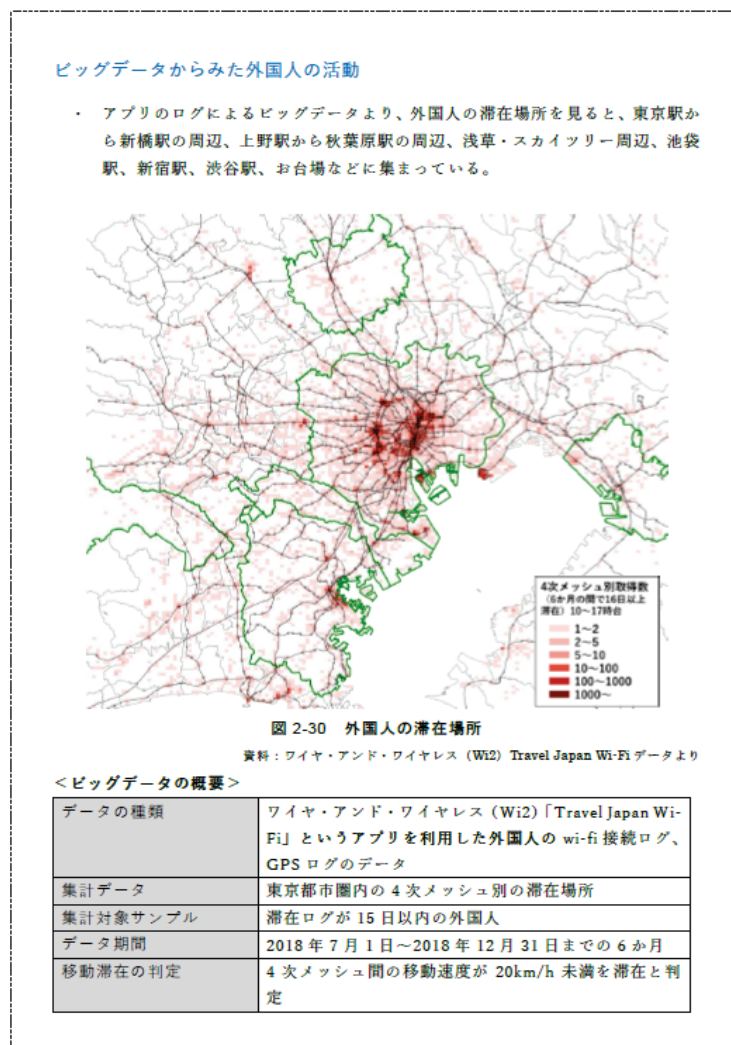 ビッグデータからみた外国人の活動
・ アプリのログによるビッグデータより、外国人の滞在場所を見ると、東京駅か
ら新橋駅の周辺、上野駅から秋葉原駅の周辺、浅草・スカイツリー周辺、池袋
駅、新宿駅、渋谷駅、お台場などに集まっている。
4次メッシュ別取得数
(6か月の間で16日以上
滞在) 10~17時台
1~2
2~5
5~10
10~100
100~1000
1000~
図 2-30 外国人の滞在場所
資料:ワイヤ・アンド・ワイヤレス (Wi2) Travel Japan Wi-Fi データより
<ビッグデータの概要>
データの種類
ワイヤ・アンド・ワイヤレス (Wi2)「Travel Japan Wi-
Fi」というアプリを利用した外国人の wi-fi 接続ログ、
GPS ログのデータ
集計データ
東京都市圏内の 4 次メッシュ別の滞在場所
集計対象サンプル
滞在ログが 15 日以内の外国人
データ期間
2018 年 7 月 1 日~2018 年 12 月 31 日までの 6 か月
移動滞在の判定
4 次メッシュ間の移動速度が 20km/h 未満を滞在と判
定